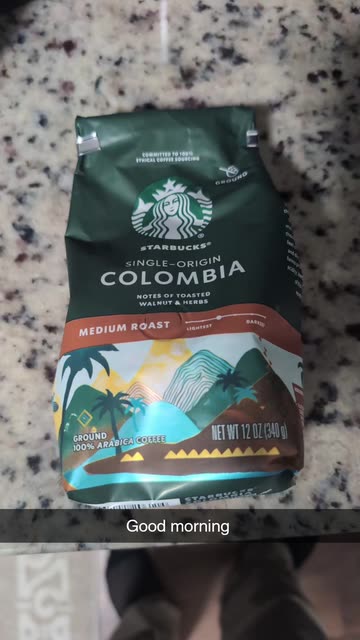 COMMITTED TO 100%
ETHICAL COFFEE SOURCING
GROUND
STARBUCKS®
SINGLE-ORIGIN
COLOMBIA
NOTES OF TOASTED
WALNUT & HERBS
MEDIUM ROAST
LIGHTEST
DARKEST
GROUND
100% ARABICA COFFEE
NET WT 12 OZ (340 g)
STARBUCKS
Good morning